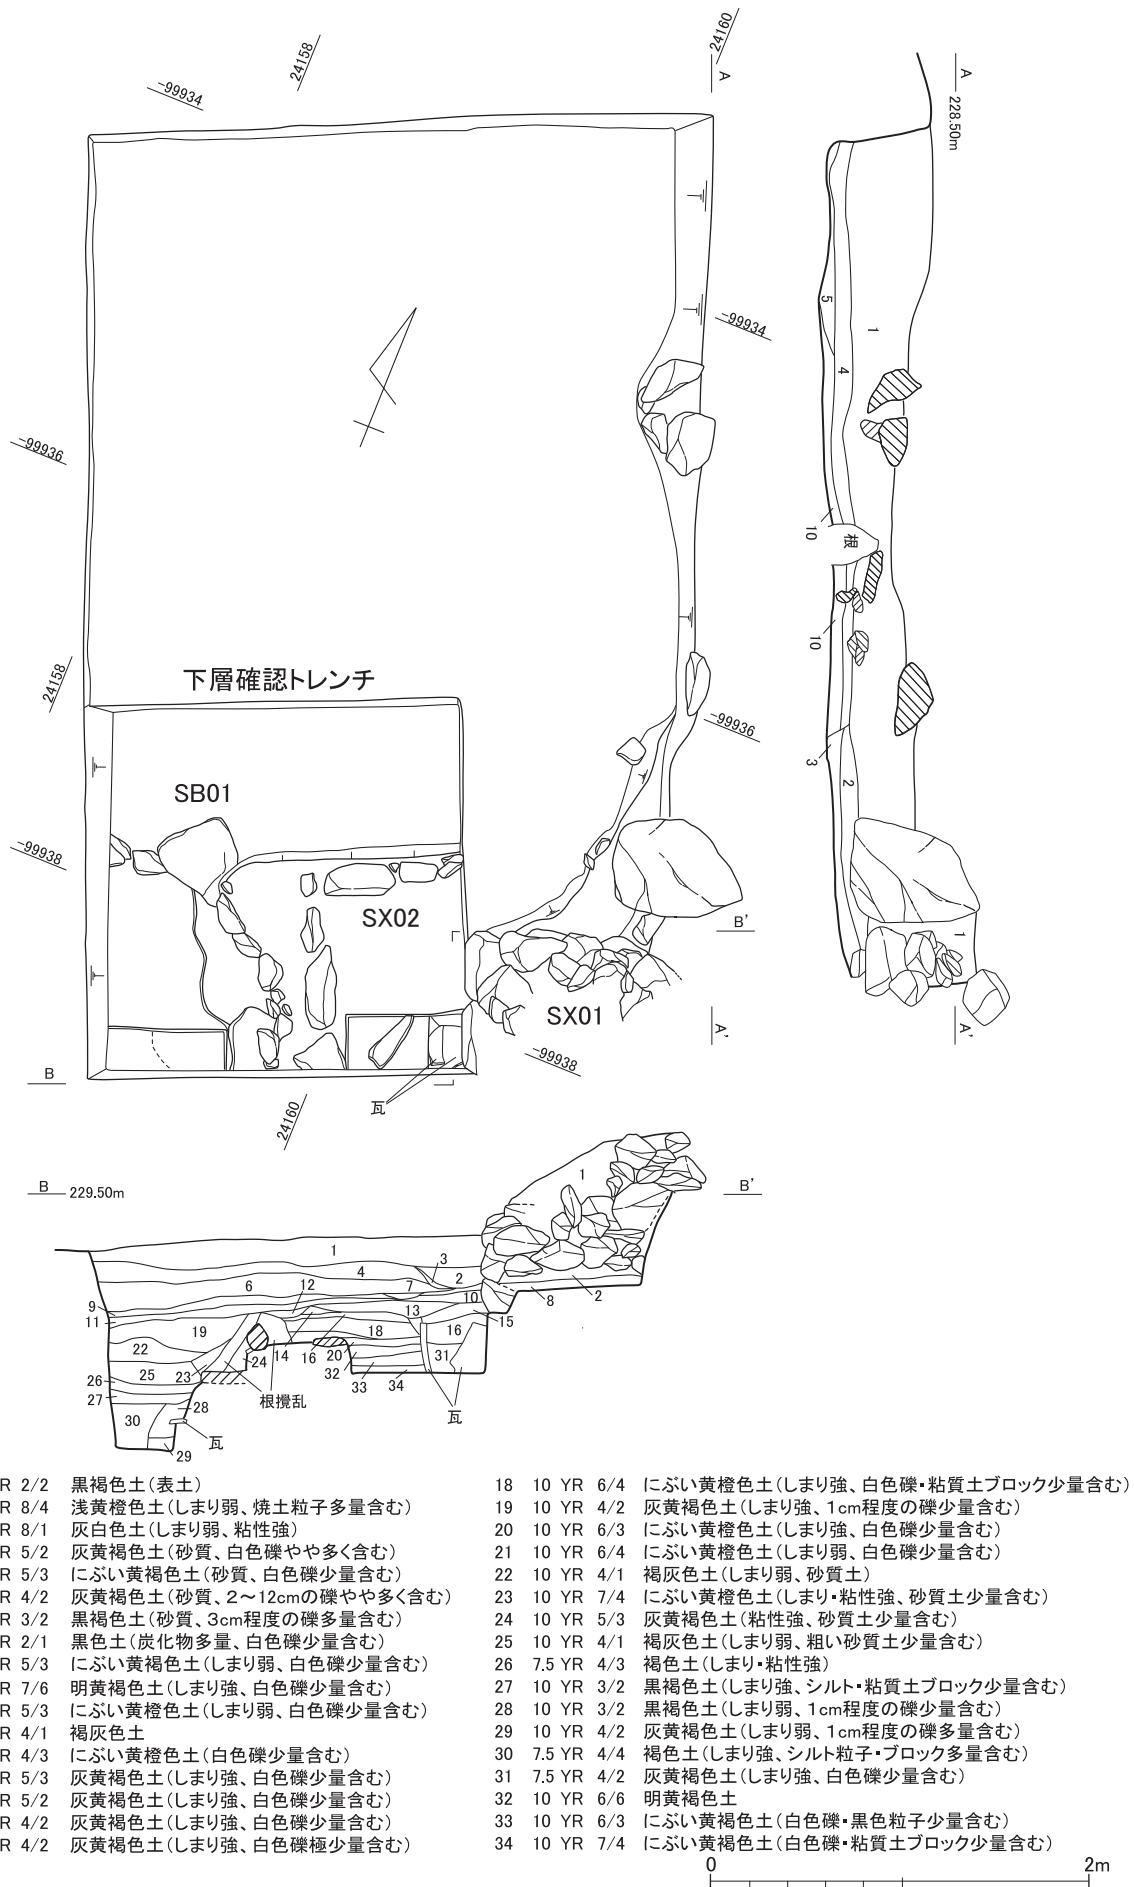 24158
24160
-99934
A
A
228.50m
-99934
5
1
4
-99936
10
根
10
24158
下層確認トレンチ
-99936
3
2
SB01
-99938
SX02
B'
1
SX01
A'
A'
-99938
B
瓦
24160
B 229.50m
B'
1
1
3
4
2
6
12
7
10
8
2
9
11
13
15
19
18
16
22
14
16
20
31
25
23
24
32
26
33
34
27
根攪乱
28
瓦
30
瓦
29
R 2/2 黒褐色土(表土)
R 8/4 浅黄橙色土(しまり弱、焼土粒子多量含む)
R 8/1 灰白色土(しまり弱、粘性強)
R 5/2 灰黄褐色土(砂質、白色礫やや多く含む)
R 5/3 にぶい黄褐色土(砂質、白色礫少量含む)
R 4/2 灰黄褐色土(砂質、2～12cmの礫やや多く含む)
R 3/2 黒褐色土(砂質、3cm程度の礫多量含む)
R 2/1 黒色土(炭化物多量、白色礫少量含む)
R 5/3 にぶい黄褐色土(しまり弱、白色礫少量含む)
R 7/6 明黄褐色土(しまり強、白色礫少量含む)
R 5/3 にぶい黄橙色土(しまり弱、白色礫少量含む)
R 4/1 褐灰色土
R 4/3 にぶい黄橙色土(白色礫少量含む)
R 5/3 灰黄褐色土(しまり強、白色礫少量含む)
R 5/2 灰黄褐色土(しまり強、白色礫少量含む)
R 4/2 灰黄褐色土(しまり強、白色礫少量含む)
R 4/2 灰黄褐色土(しまり強、白色礫極少量含む)
18 10 YR 6/4 にぶい黄橙色土(しまり強、白色礫・粘質土ブロック少量含む)
19 10 YR 4/2 灰黄褐色土(しまり強、1cm程度の礫少量含む)
20 10 YR 6/3 にぶい黄橙色土(しまり強、白色礫少量含む)
21 10 YR 6/4 にぶい黄橙色土(しまり弱、白色礫少量含む)
22 10 YR 4/1 褐灰色土(しまり弱、砂質土)
23 10 YR 7/4 にぶい黄橙色土(しまり・粘性強、砂質土少量含む)
24 10 YR 5/3 灰黄褐色土(粘性強、砂質土少量含む)
25 10 YR 4/1 褐灰色土(しまり弱、粗い砂質土少量含む)
26 7.5 YR 4/3 褐色土(しまり・粘性強)
27 10 YR 3/2 黒褐色土(しまり強、シルト・粘質土ブロック少量含む)
28 10 YR 3/2 黒褐色土(しまり弱、1cm程度の礫少量含む)
29 10 YR 4/2 灰黄褐色土(しまり弱、1cm程度の礫多量含む)
30 7.5 YR 4/4 褐色土(しまり強、シルト粒子・ブロック多量含む)
31 7.5 YR 4/2 灰黄褐色土(しまり強、白色礫少量含む)
32 10 YR 6/6 明黄褐色土
33 10 YR 6/3 にぶい黄褐色土(白色礫・黒色粒子少量含む)
34 10 YR 7/4 にぶい黄褐色土(白色礫・粘質土ブロック少量含む)
0 2m